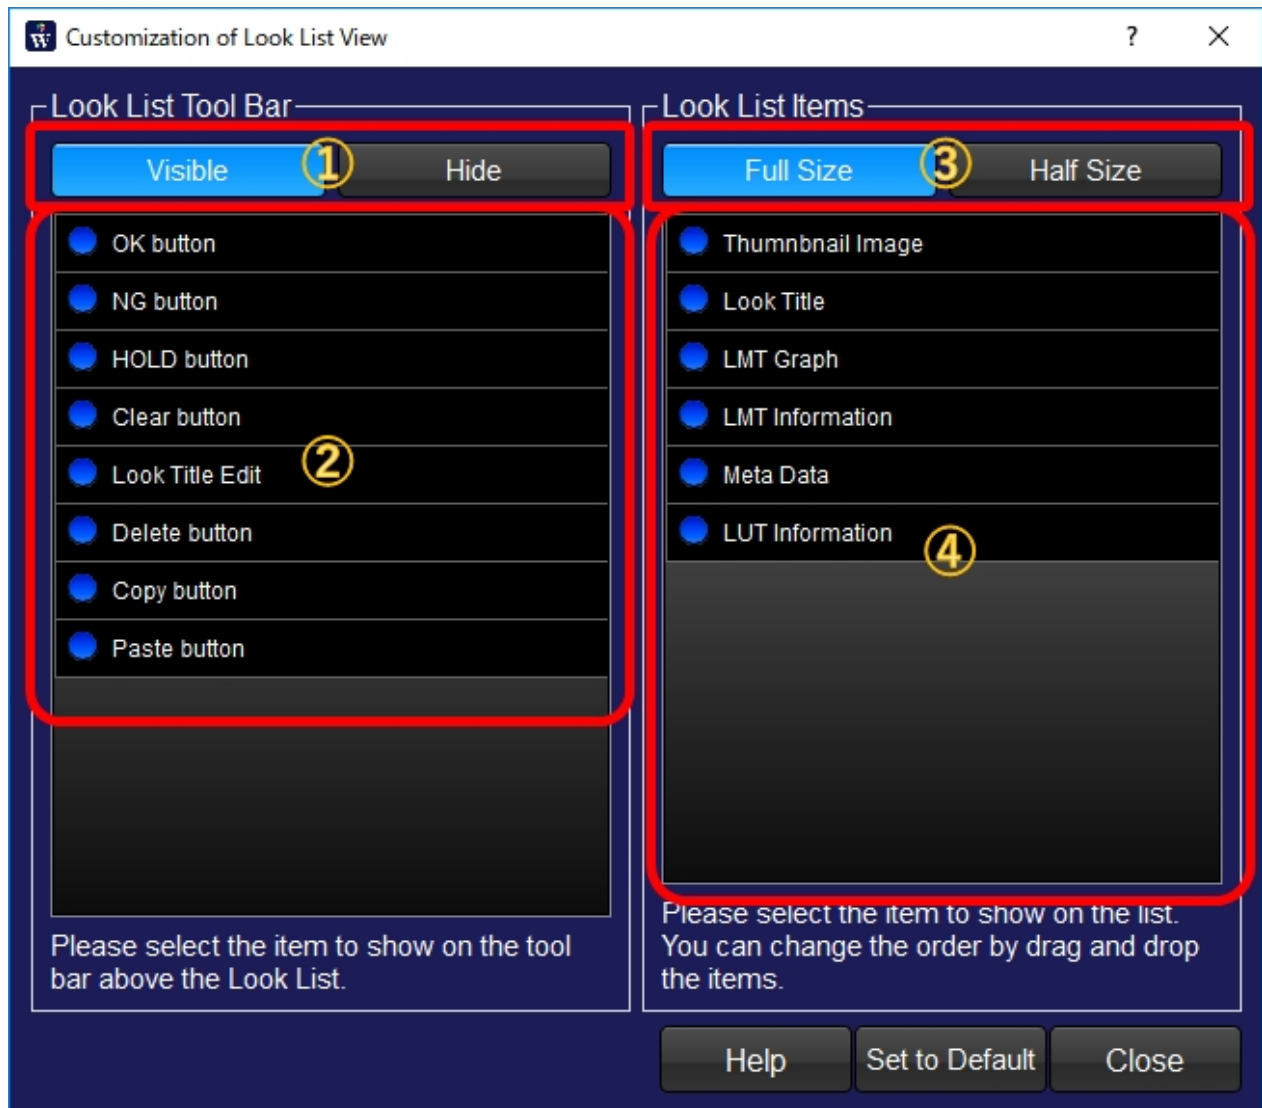 Customization of Look List View
Look List Tool Bar
Visible ① Hide
OK button
NG button
HOLD button
Clear button
Look Title Edit ②
Delete button
Copy button
Paste button
Please select the item to show on the tool
bar above the Look List.
Look List Items
Full Size ③ Half Size
Thumnbnail Image
Look Title
LMT Graph
LMT Information
Meta Data
LUT Information ④
Please select the item to show on the list.
You can change the order by drag and drop
the items.
Help Set to Default Close